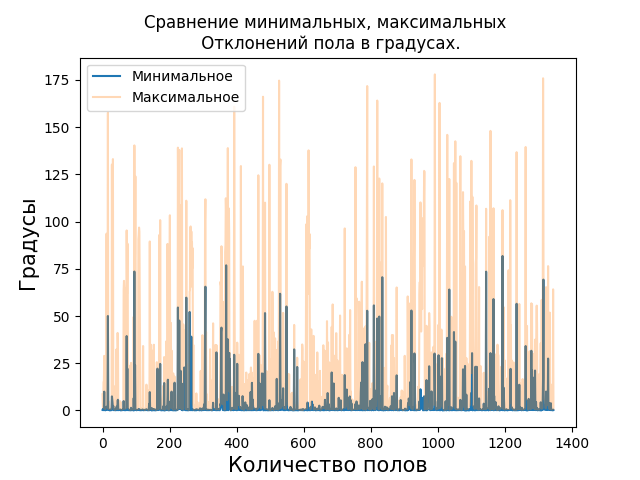 Сравнение минимальных, максимальных
Отклонений пола в градусах.
Минимальное
Максимальное
175
150
125
100
75
50
25
0
Градусы
0 200 400 600 800 1000 1200 1400
Количество полов